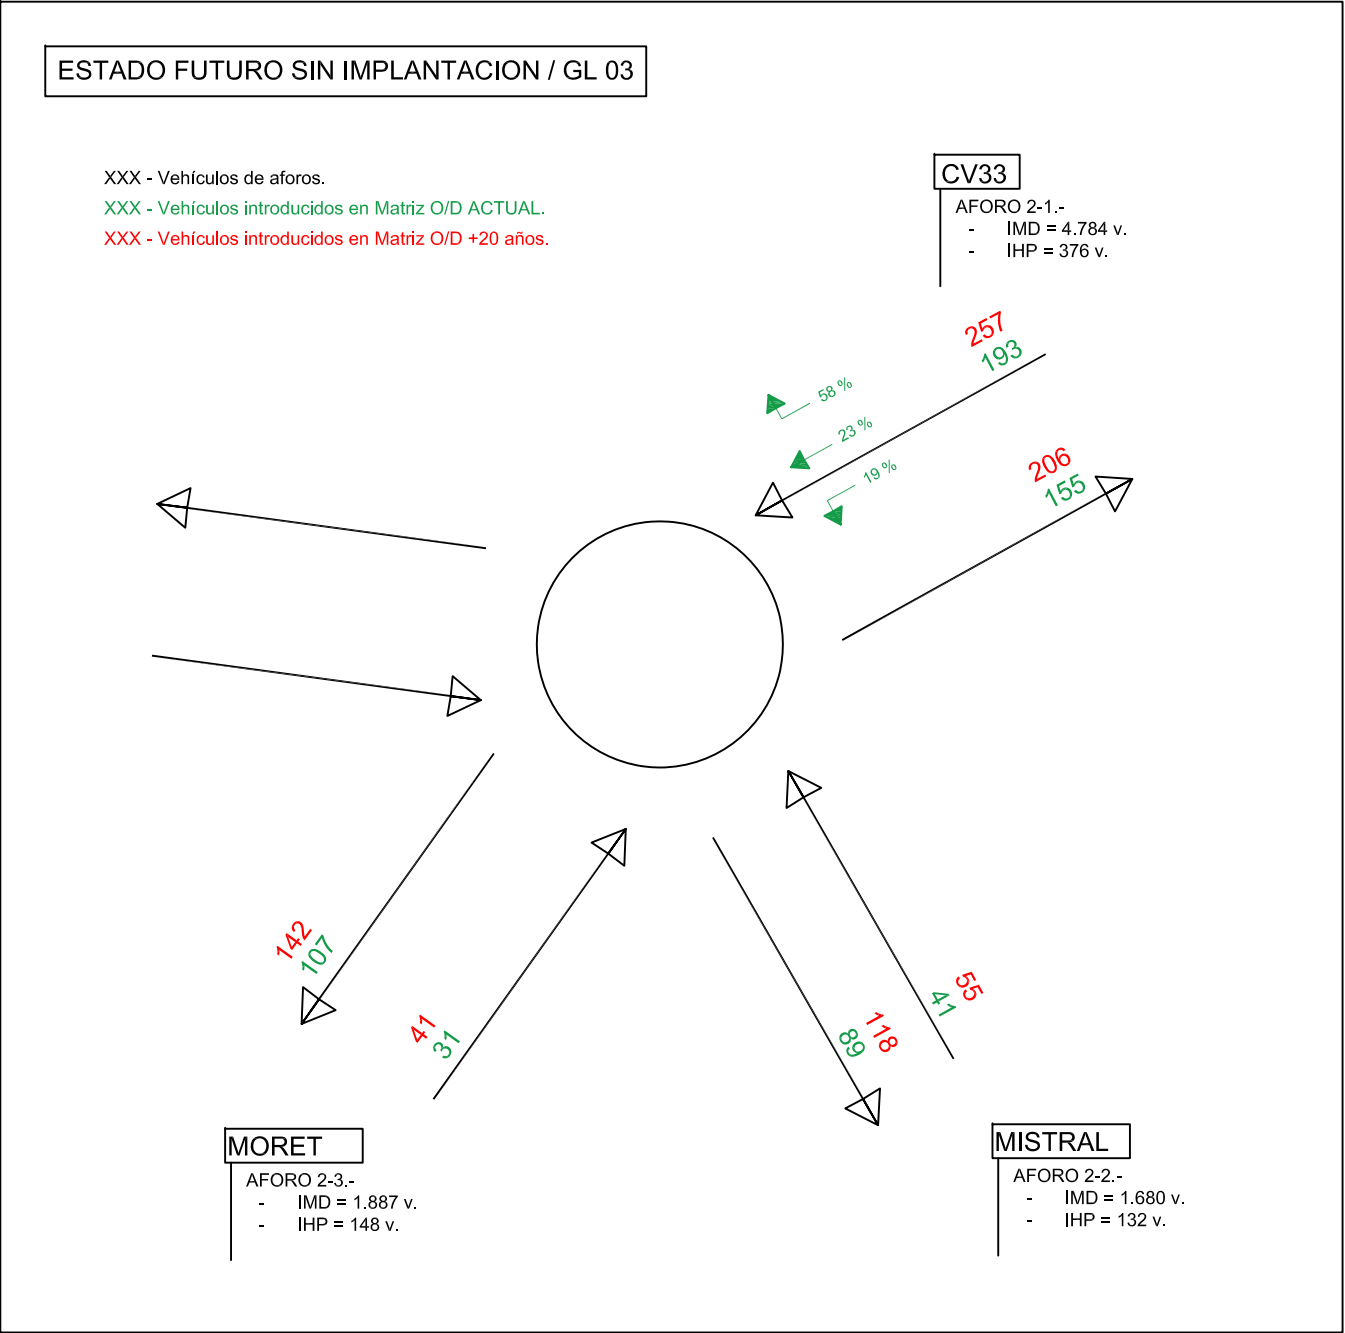 ESTADO FUTURO SIN IMPLANTACION / GL 03
XXX - Vehículos de aforos.
XXX - Vehículos introducidos en Matriz O/D ACTUAL.
XXX - Vehículos introducidos en Matriz O/D +20 años.
CV33
AFORO 2-1.-
- IMD = 4.784 v.
- IHP = 376 v.
257
193
58 %
23 %
19 %
206
155
142
107
41
31
118
89
55
41
MORET
AFORO 2-3.-
- IMD = 1.887 v.
- IHP = 148 v.
MISTRAL
AFORO 2-2.-
- IMD = 1.680 v.
- IHP = 132 v.